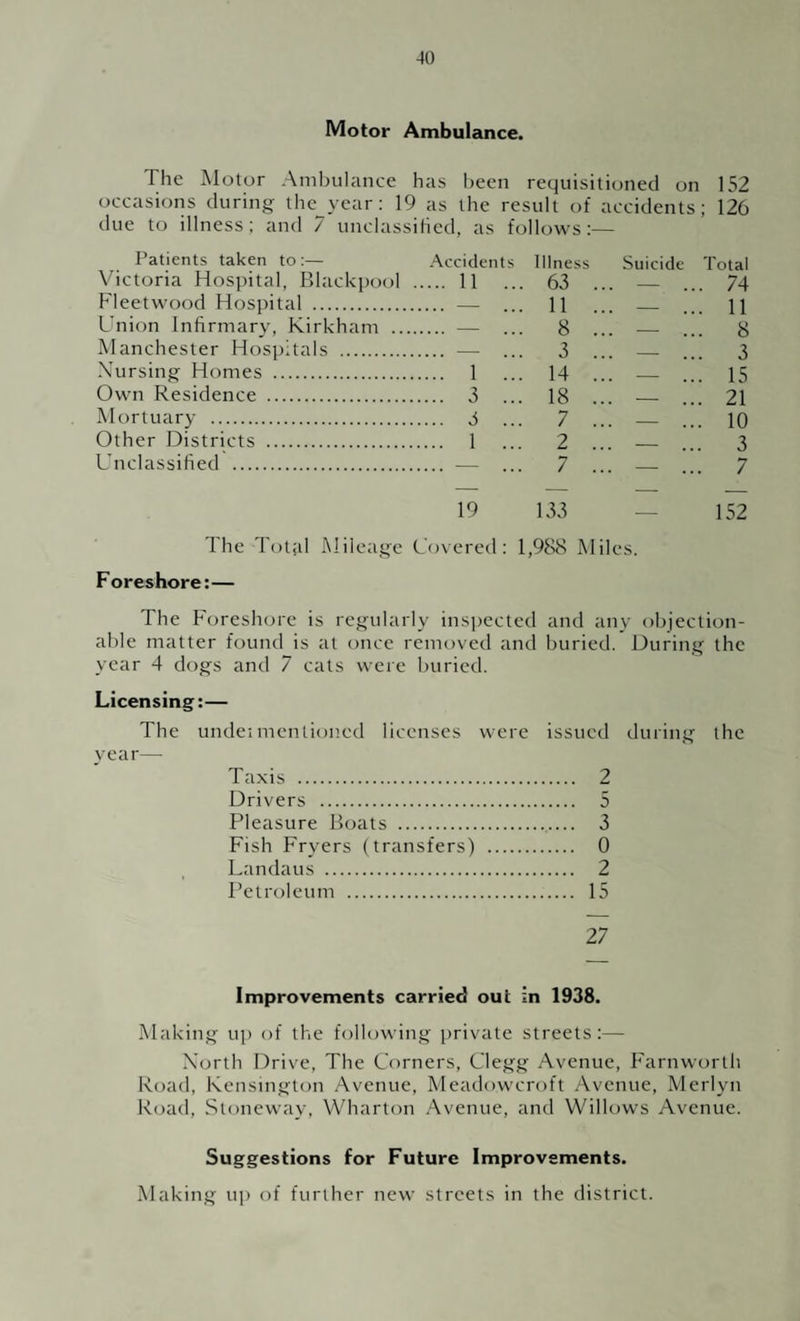 40
Motor Ambulance.
The Motor Ambulance has been requisitioned on 152
occasions during the year: 19 as the result of accidents; 126
due to illness; and 7 unclassified, as follows:—
Patients taken to:— Accidents Illness Suicide Total
Victoria Hospital, Blackpool ..... 11 ... 63 ... — ... 74
Fleetwood Hospital ..................... — ... 11 ... — ... 11
Union Infirmary, Kirkham ........ — ... 8 ... — ... 8
Manchester Hospitals ................ — ... 3 ... — ... 3
Nursing Homes ........................... 1 ... 14 ... — ... 15
Own Residence ............................ 3 ... 18 ... — ... 21
Mortuary ..................................... 3 ... 7 ... — ... 10
Other Districts ........................... 1 ... 2 ... — ... 3
Unclassified ................................. — ... 7 ... — ... 7
19 133 — 152
The Total Mileage Covered: 1,988 Miles.
Foreshore:—
The Foreshore is regularly inspected and any objection-
able matter found is at once removed and buried. During the
year 4 dogs and 7 cats were buried.
Licensing:—
The undermentioned licenses were issued during the
year—
Taxis ............................................ 2
Drivers ......................................... 5
Pleasure Boats ............................ 3
Fish Fryers (transfers) ............ 0
Landaus ........................................ 2
Petroleum .................................... 15
27
Improvements carried out in 1938.
Making up of the following private streets:—
North Drive, The Corners, Clegg Avenue, Farnworth
Road, Kensington Avenue, Meadowcroft Avenue, Merlyn
Road, Stoneway, Wharton Avenue, and Willows Avenue.
Suggestions for Future Improvements.
Making up of further new streets in the district.